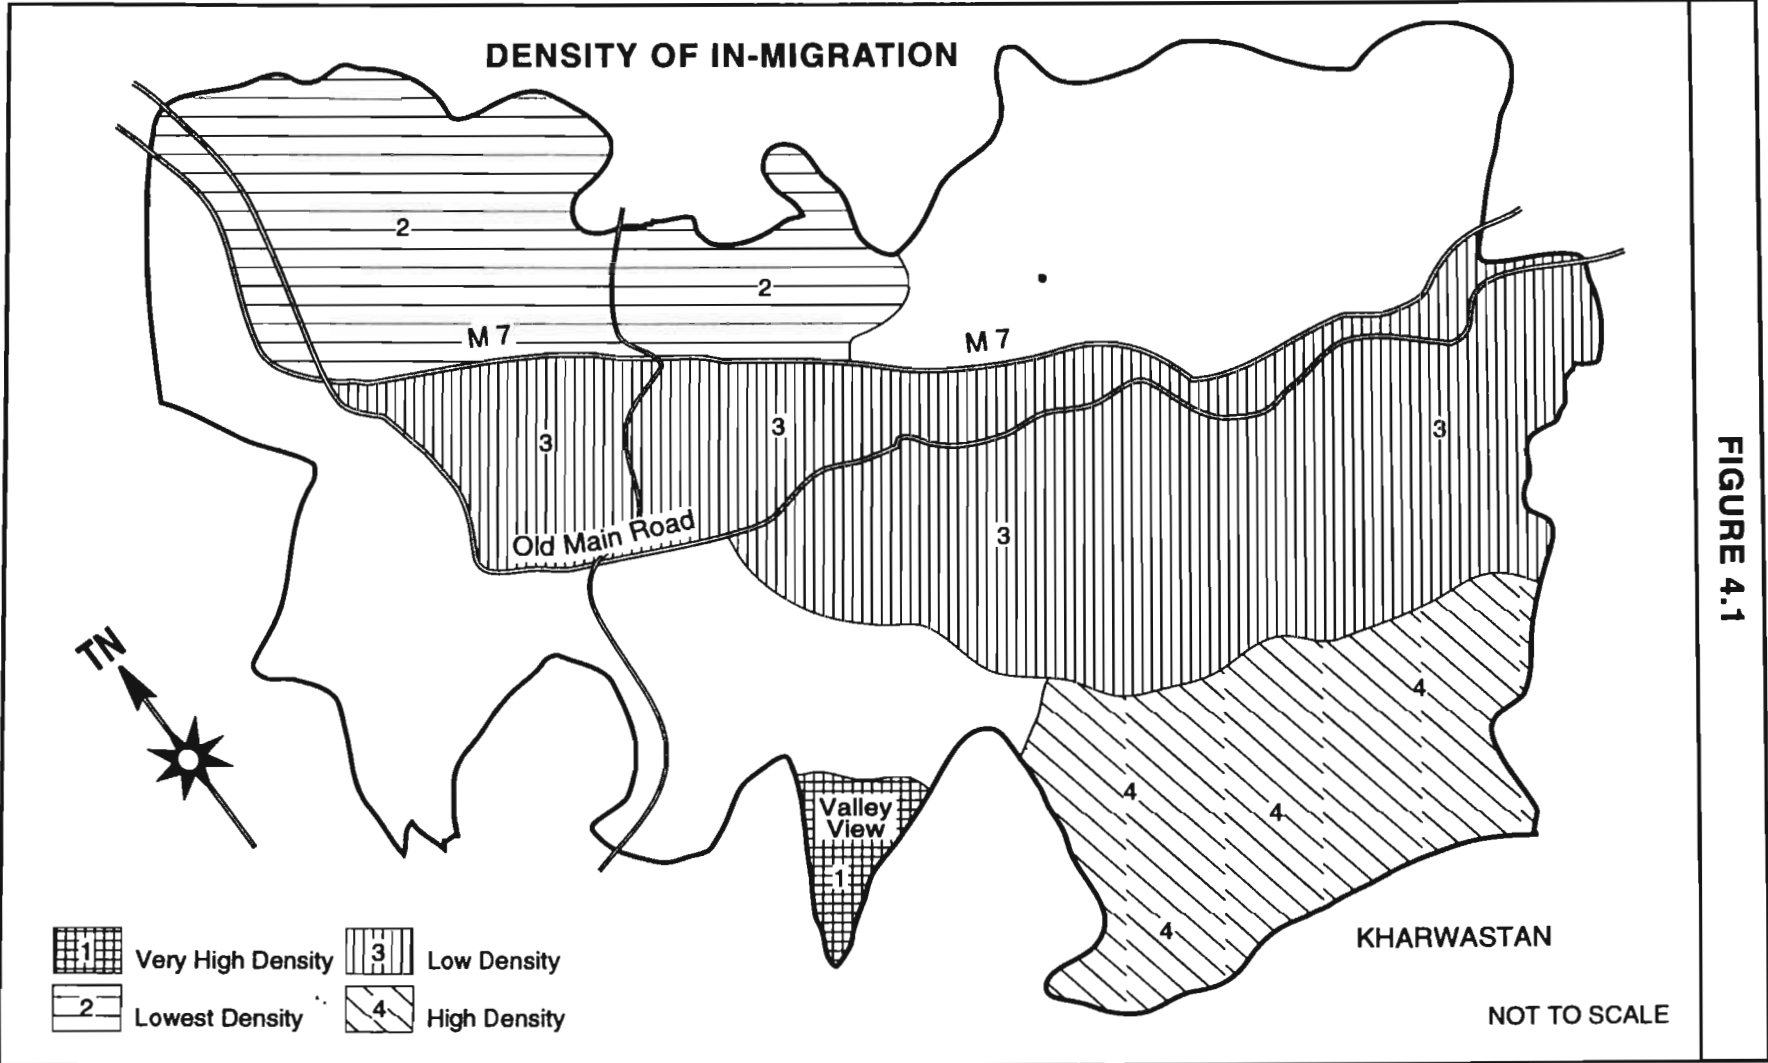 DENSITY OF IN-MIGRATION
2
2
M 7
M 7
3
3
3
3
Old Main Road
FIGURE 4.1
TN
4
4
4
4
Valley
View
1
KHARWASTAN
1 Very High Density
3 Low Density
2 Lowest Density
4 High Density
NOT TO SCALE